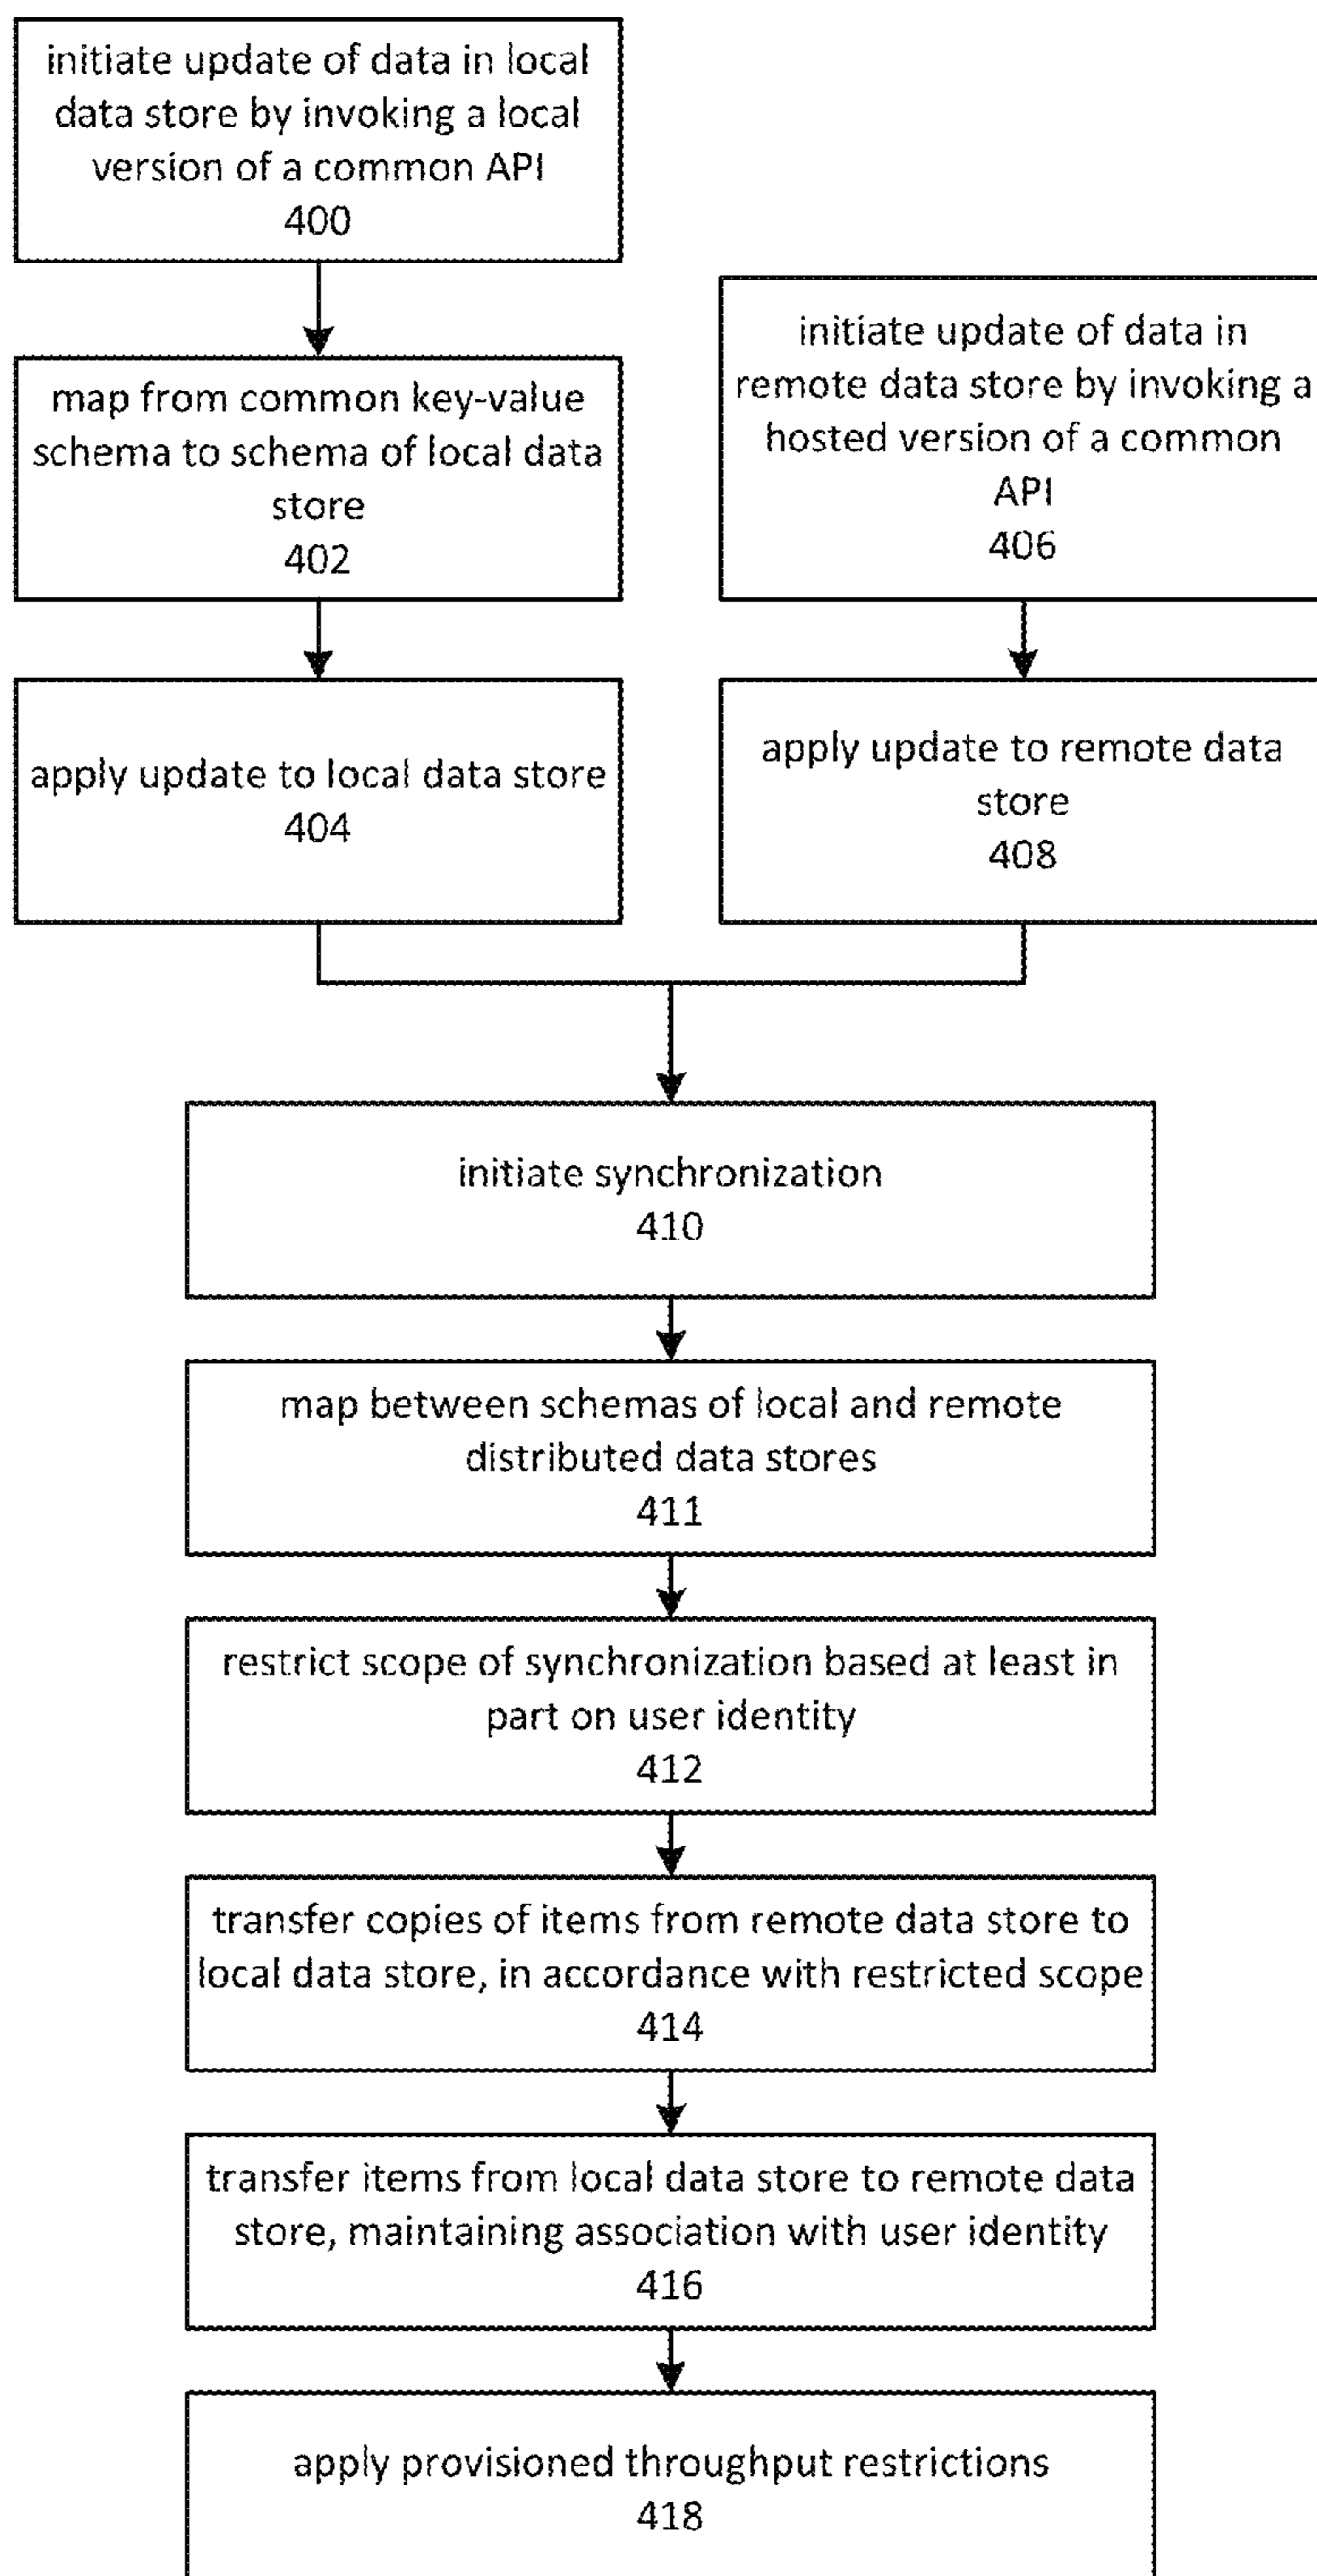 initiate update of data in local
data store by invoking a local
version of a common API
400
map from common key-value
schema to schema of local data
store
402
apply update to local data store
404
initiate update of data in
remote data store by invoking a
hosted version of a common
API
406
apply update to remote data
store
408
initiate synchronization
410
map between schemas of local and remote
distributed data stores
411
restrict scope of synchronization based at least in
part on user identity
412
transfer copies of items from remote data store to
local data store, in accordance with restricted scope
414
transfer items from local data store to remote data
store, maintaining association with user identity
416
apply provisioned throughput restrictions
418